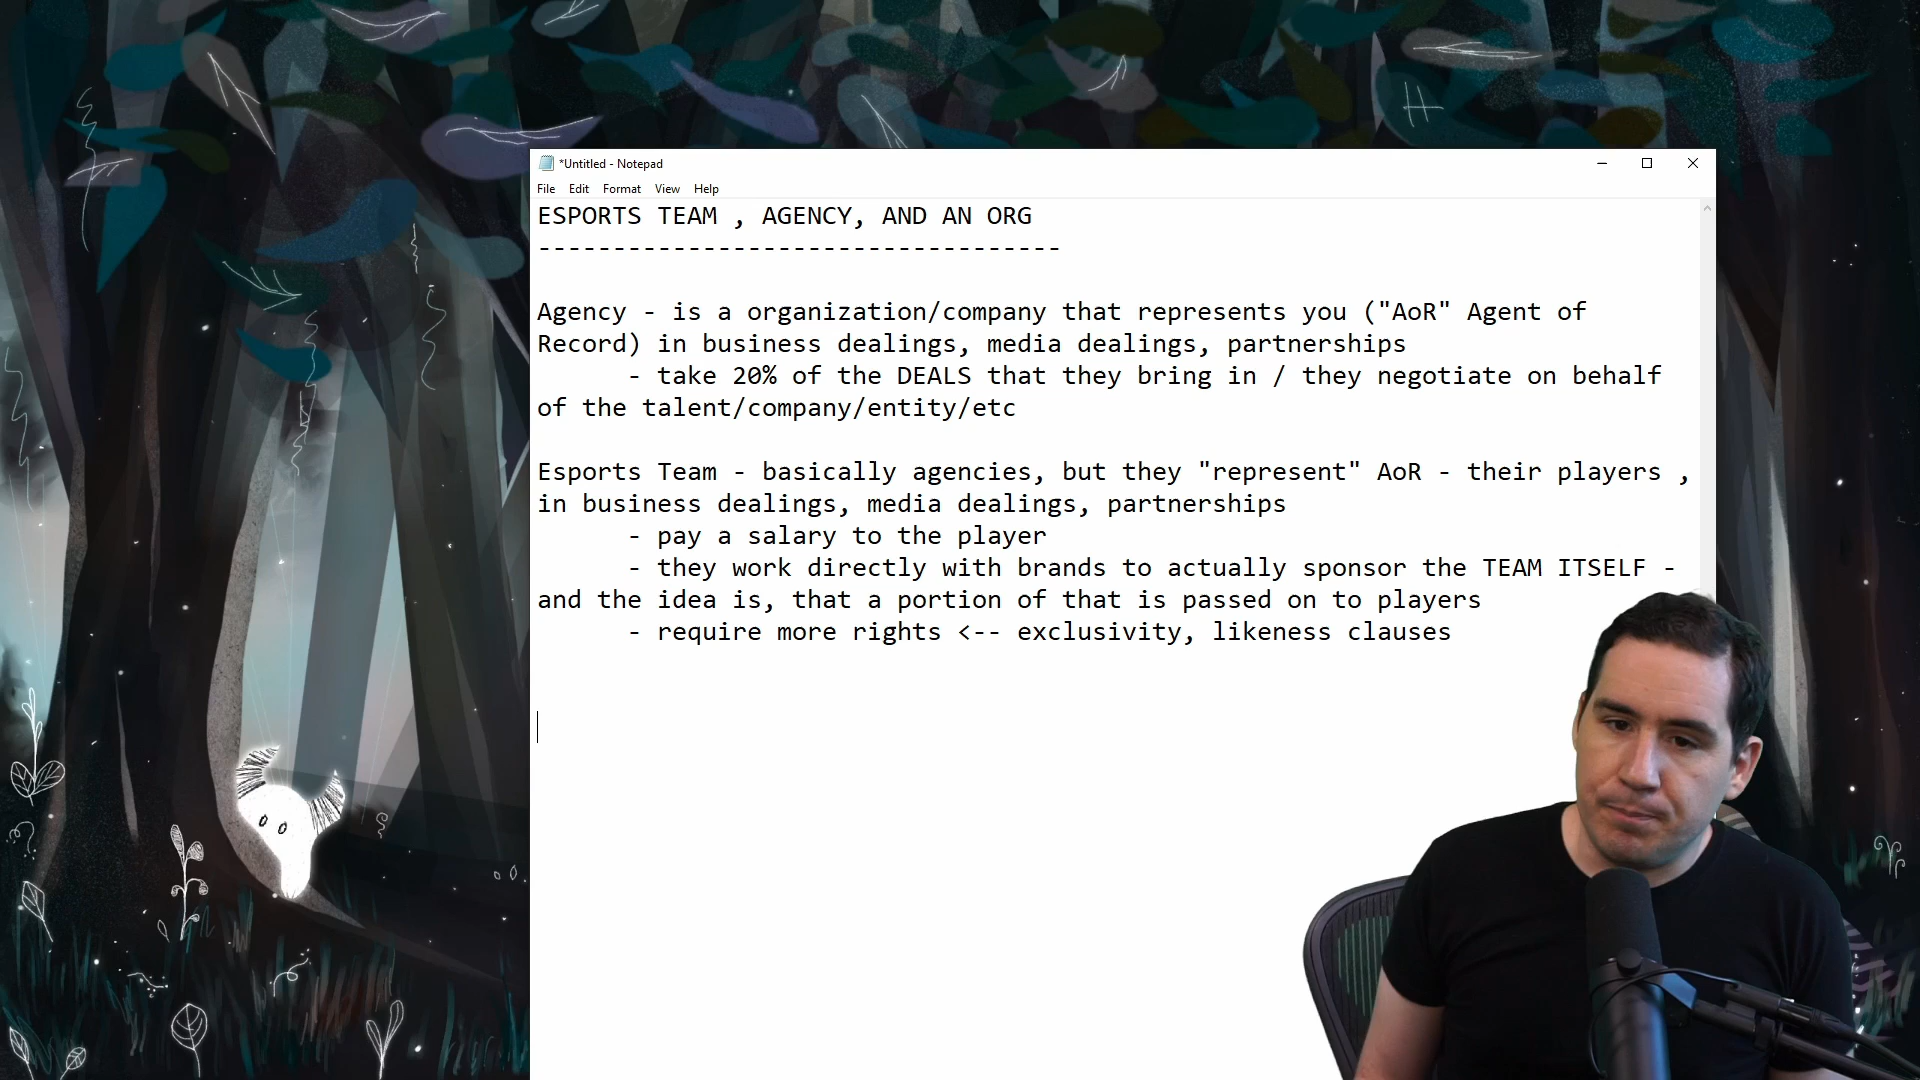 *Untitled - Notepad
File Edit Format View Help
ESPORTS TEAM , AGENCY, AND AN ORG
-----------------------------------
Agency - is a organization/company that represents you ("AoR" Agent of
Record) in business dealings, media dealings, partnerships
- take 20% of the DEALS that they bring in / they negotiate on behalf
of the talent/company/entity/etc
Esports Team - basically agencies, but they "represent" AoR - their players ,
in business dealings, media dealings, partnerships
- pay a salary to the player
- they work directly with brands to actually sponsor the TEAM ITSELF -
and the idea is, that a portion of that is passed on to players
- require more rights <-- exclusivity, likeness clauses